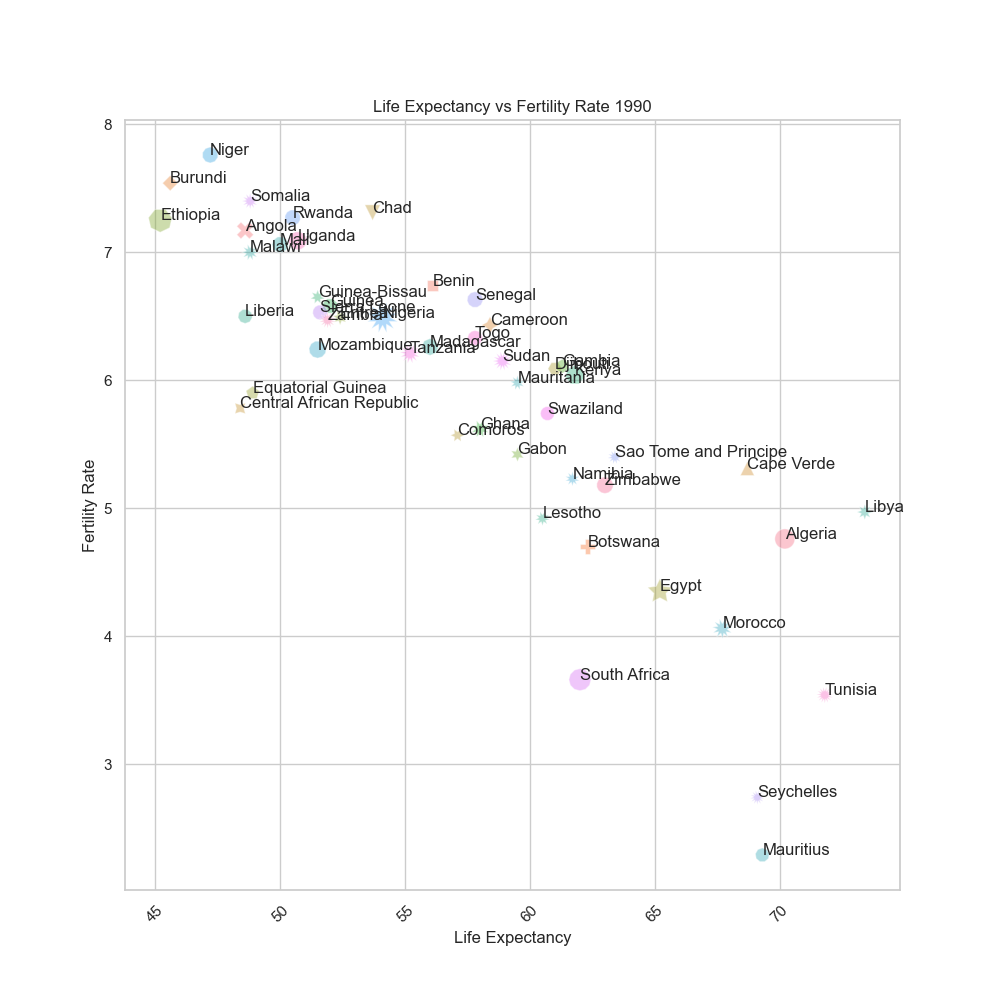 Life Expectancy vs Fertility Rate 1990
8
Niger
Burundi
Somalia
Chad
Ethiopia
Rwanda
Angola
Uganda
Mali
Malawi
7
Benin
Guinea-Bissau
Senegal
Guinea
Sierra Leone
Liberia
Zambia
Eritrea
Nigeria
Cameroon
Togo
Mozambique
Tanzania
Madagascar
Sudan
Gambia
Djibouti
Kenya
Mauritania
6
Equatorial Guinea
Central African Republic
Swaziland
Ghana
Comoros
Gabon
Sao Tome and Principe
Cape Verde
Namibia
Zimbabwe
5
Lesotho
Libya
Algeria
Botswana
Egypt
Morocco
4
South Africa
Tunisia
3
Seychelles
Mauritius
Fertility Rate
45
50
55
60
65
70
Life Expectancy